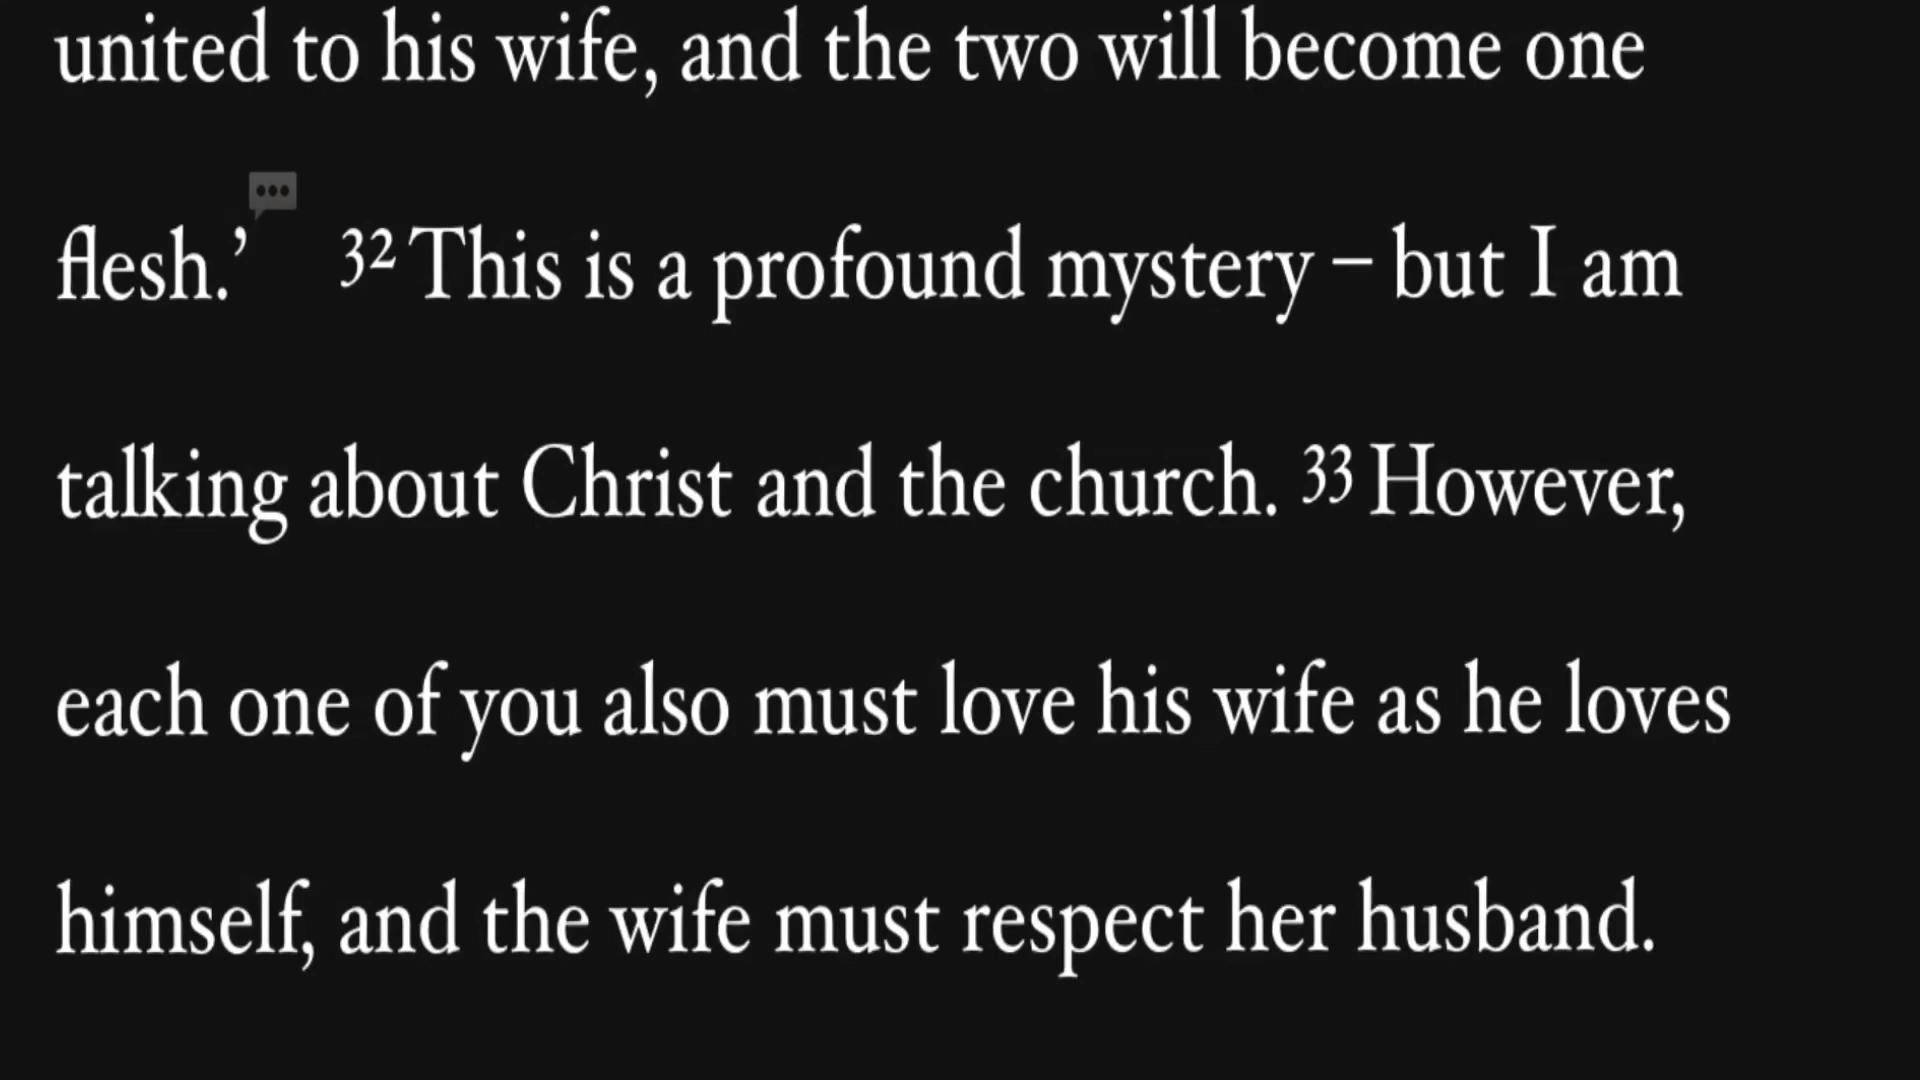 united to his wife, and the two will become one
flesh.’ 32 This is a profound mystery – but I am
talking about Christ and the church. 33 However,
each one of you also must love his wife as he loves
himself, and the wife must respect her husband.